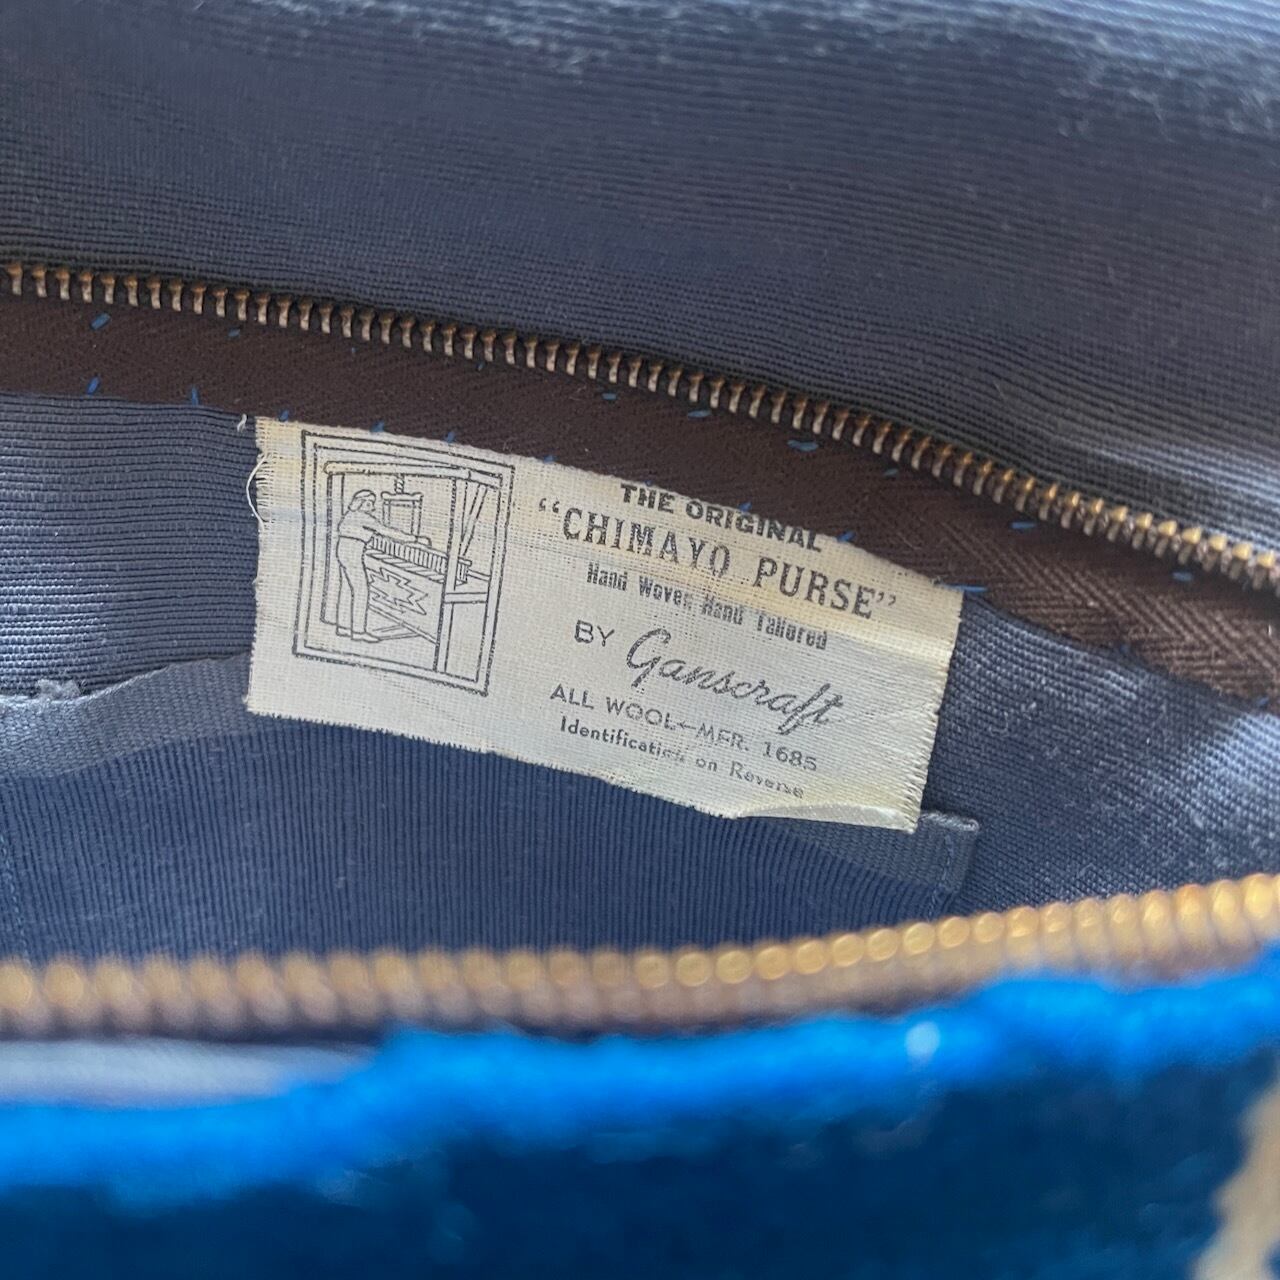 THE ORIGINAL
“CHIMAYO PURSE”
Hand Woven Hand Tailored
BY Ganscraft
ALL WOOL—MFR. 1685
Identification on Reverse